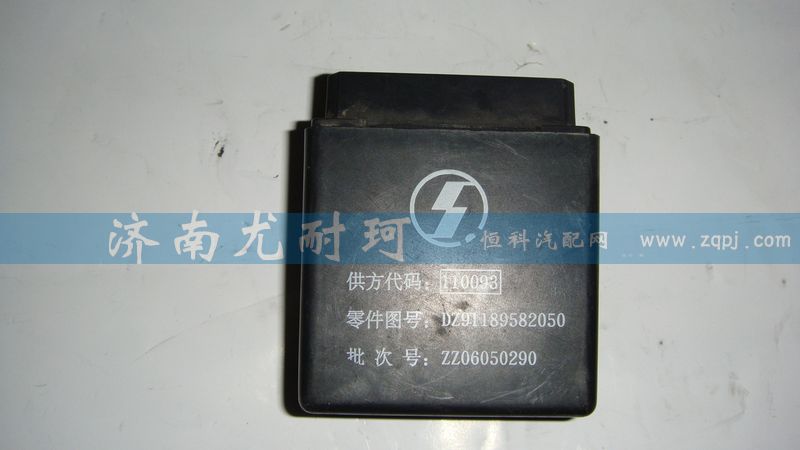 济南尤耐珂
恒科汽配网 www.zqpj.com
供方代码：110093
零件图号：DZ91189582050
批 次 号：ZZ06050290